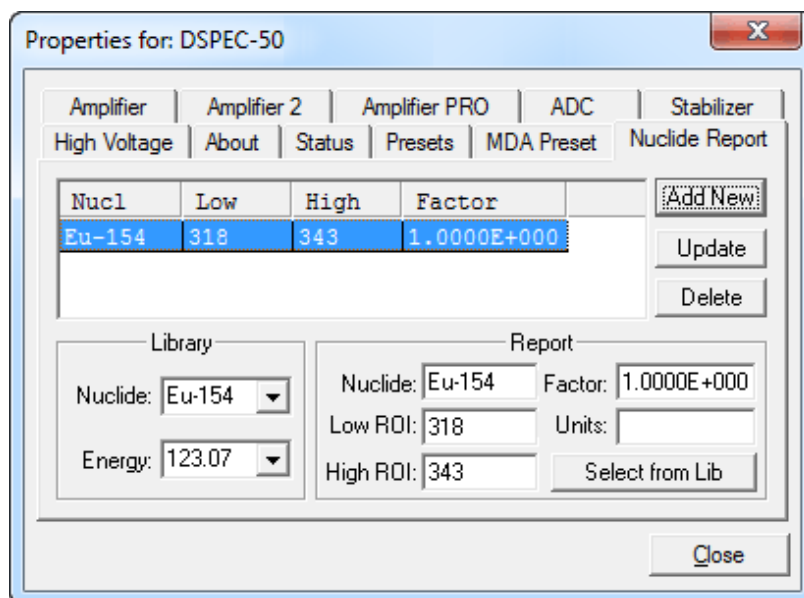 Properties for: DSPEC-50
Amplifier Amplifier 2 Amplifier PRO ADC Stabilizer
High Voltage About Status Presets MDA Preset Nuclide Report
Nucl Low High Factor Add New
Eu-154 318 343 1.0000E+000
Update
Delete
Library Report
Nuclide: Eu-154 Nuclide: Eu-154 Factor: 1.0000E+000
Low ROI: 318 Units:
Energy: 123.07 High ROI: 343 Select from Lib
Close